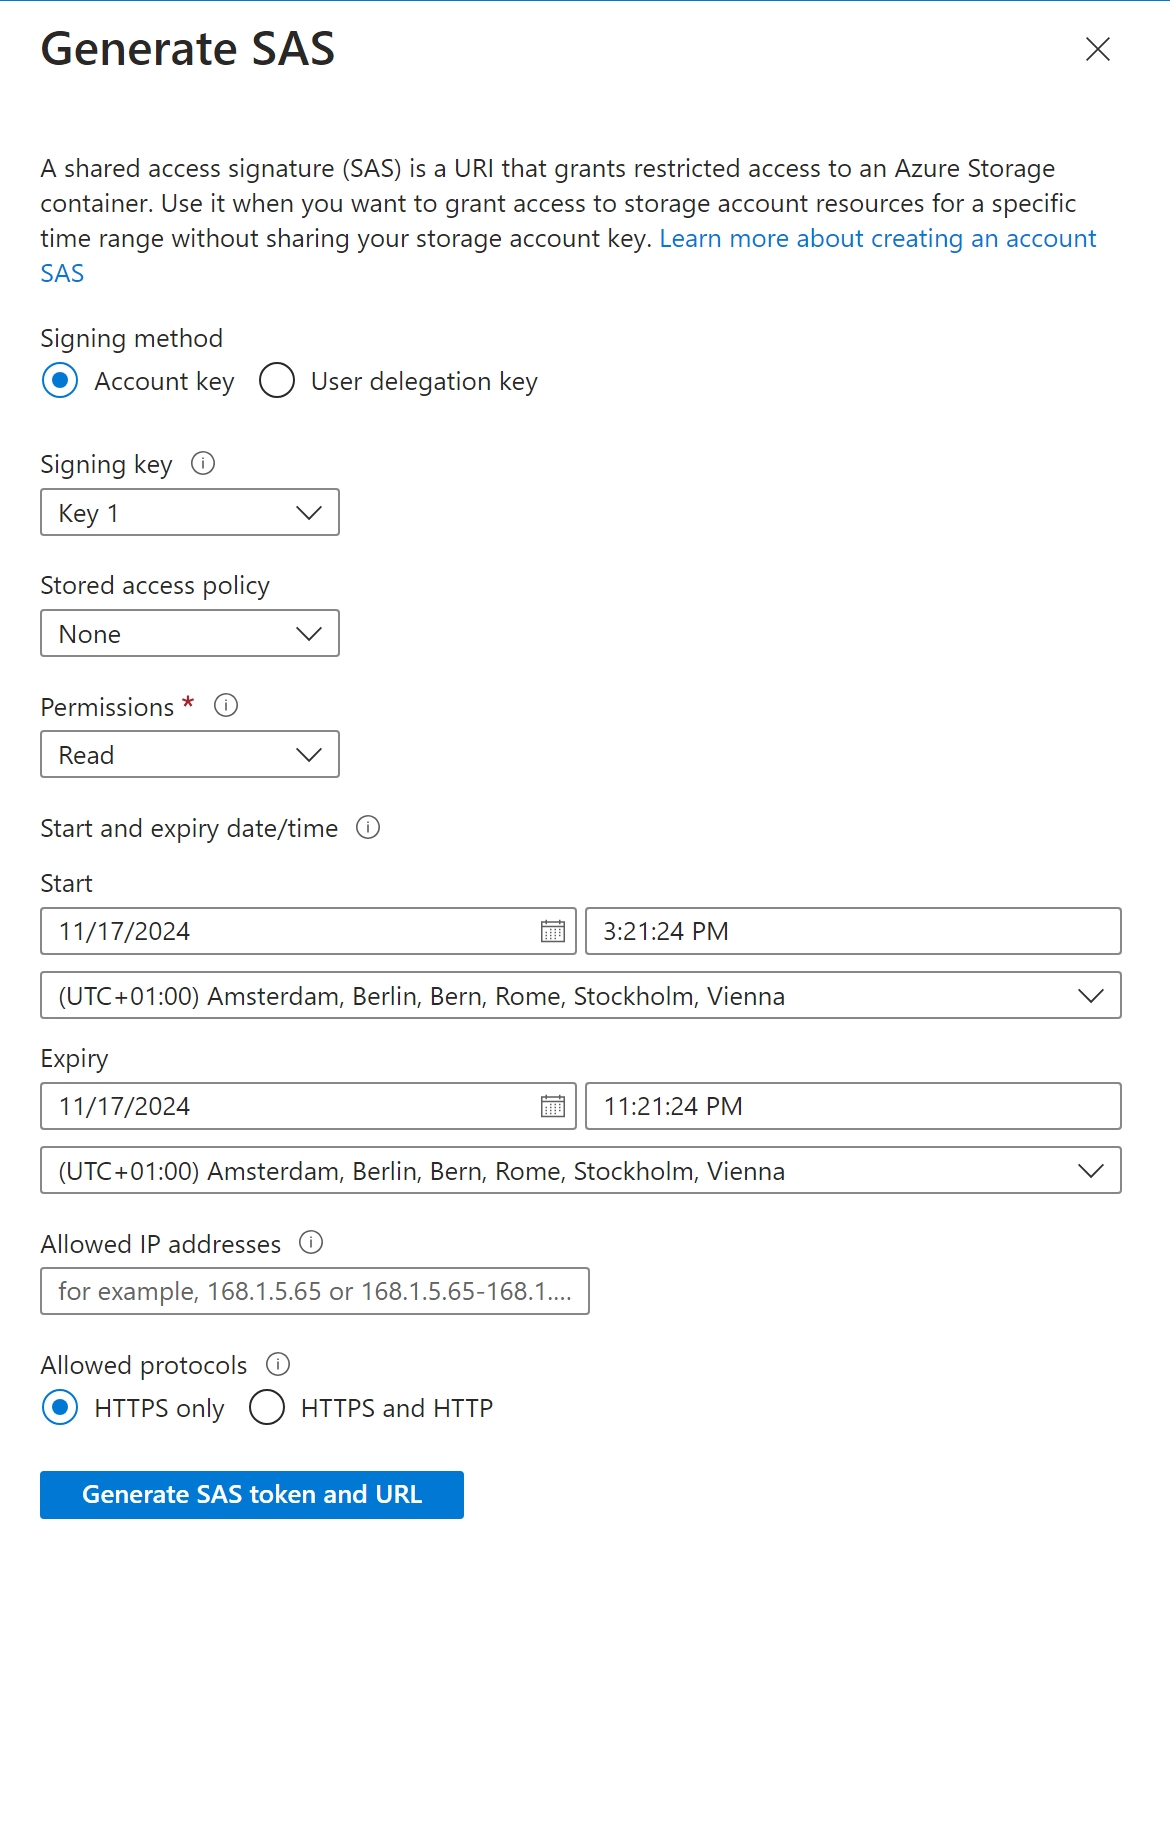 Generate SAS
A shared access signature (SAS) is a URI that grants restricted access to an Azure Storage
container. Use it when you want to grant access to storage account resources for a specific
time range without sharing your storage account key. Learn more about creating an account
SAS
Signing method
Account key User delegation key
Signing key
Key 1
Stored access policy
None
Permissions *
Read
Start and expiry date/time
Start
11/17/2024 3:21:24 PM
(UTC+01:00) Amsterdam, Berlin, Bern, Rome, Stockholm, Vienna
Expiry
11/17/2024 11:21:24 PM
(UTC+01:00) Amsterdam, Berlin, Bern, Rome, Stockholm, Vienna
Allowed IP addresses
for example, 168.1.5.65 or 168.1.5.65-168.1....
Allowed protocols
HTTPS only HTTPS and HTTP
Generate SAS token and URL